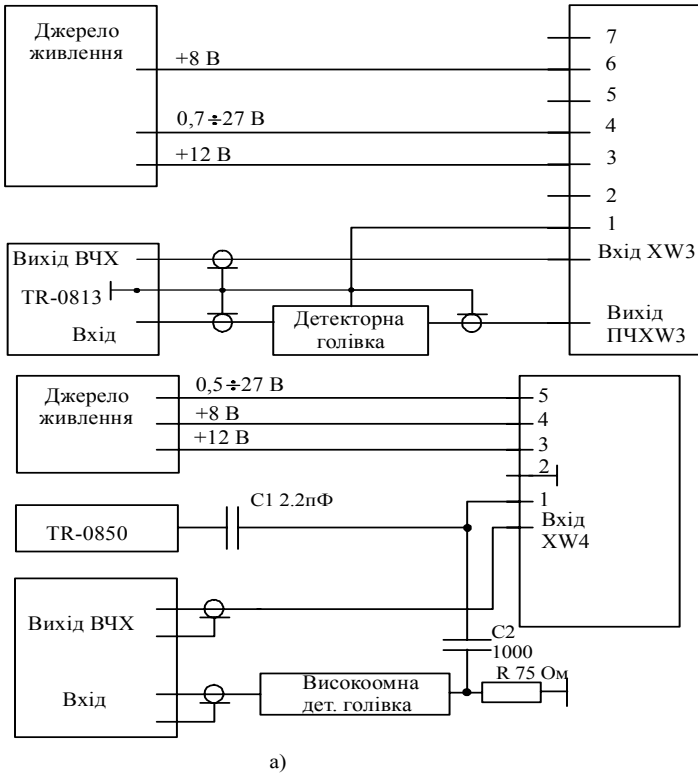 Джерело
живлення
+8 В
0,7÷27 В
+12 В
7
6
5
4
3
2
1
Вхід XW3
Вихід
ПЧXW3
Вихід ВЧХ
TR-0813
Вхід
Детекторна
голівка
Джерело
живлення
0,5÷27 В
+8 В
+12 В
5
4
3
2
1
Вхід
XW4
TR-0850
C1 2.2пФ
Вихід ВЧХ
Вхід
C2
1000
R 75 Ом
Високоомна
дет. голівка
а)